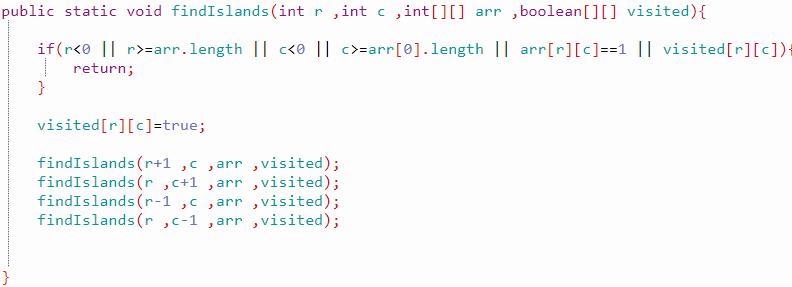 public static void findIslands(int r ,int c ,int[][] arr ,boolean[][] visited){
if(r<0 || r>=arr.length || c<0 || c>=arr[0].length || arr[r][c]==1 || visited[r][c]){
return;
}
visited[r][c]=true;
findIslands(r+1 ,c ,arr ,visited);
findIslands(r ,c+1 ,arr ,visited);
findIslands(r-1 ,c ,arr ,visited);
findIslands(r ,c-1 ,arr ,visited);
}